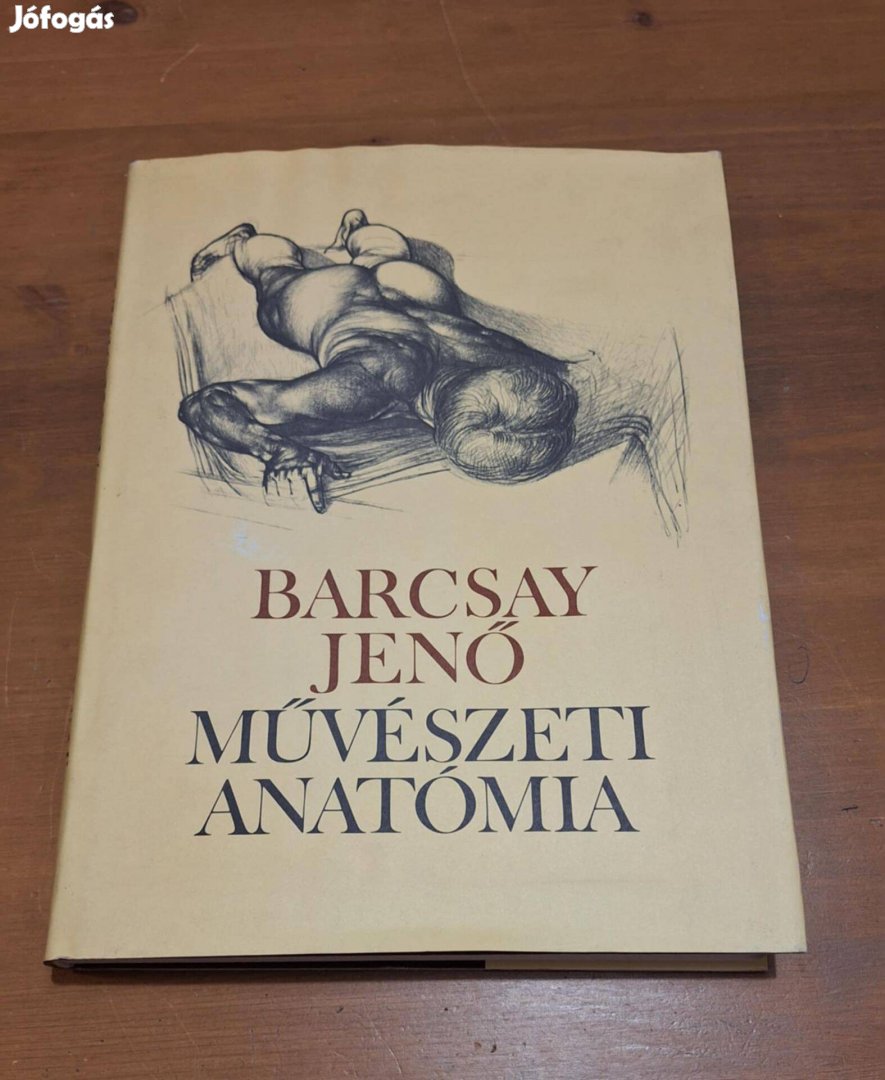 Jófogás
BARCSAY
JENŐ
MŰVÉSZETI
ANATÓMIA